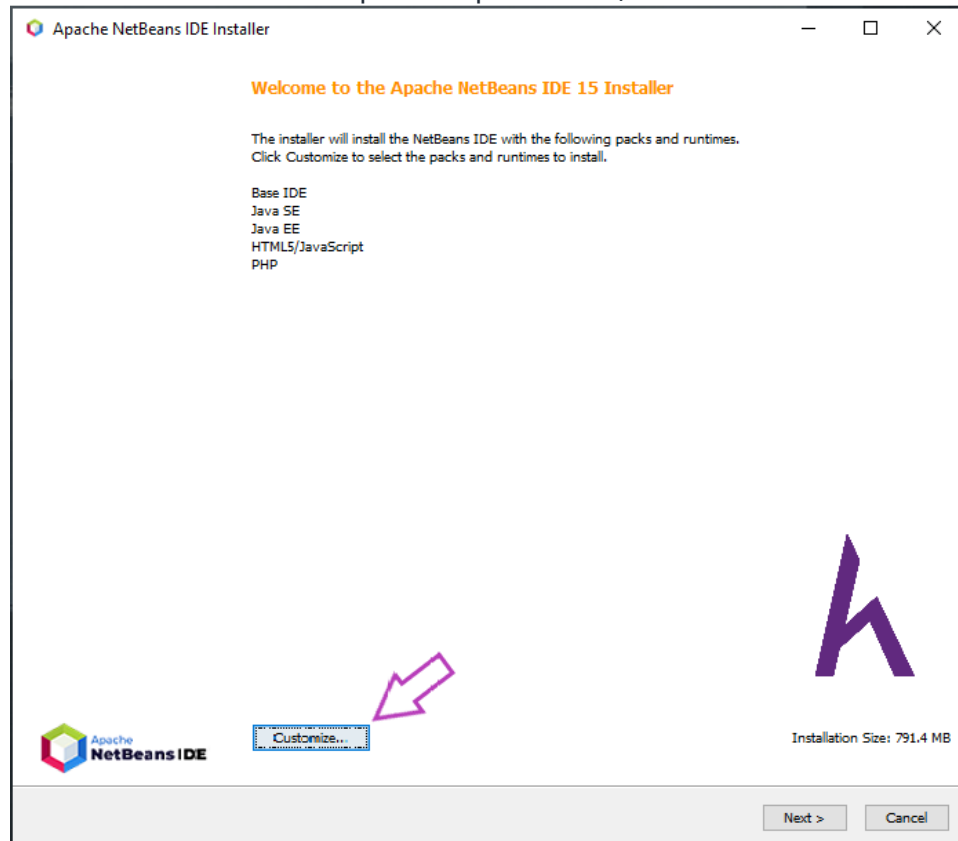 Apache NetBeans IDE Installer
Welcome to the Apache NetBeans IDE 15 Installer
The installer will install the NetBeans IDE with the following packs and runtimes.
Click Customize to select the packs and runtimes to install.
Base IDE
Java SE
Java EE
HTML5/JavaScript
PHP
Apache
NetBeans IDE
Customize...
Installation Size: 791.4 MB
Next >
Cancel